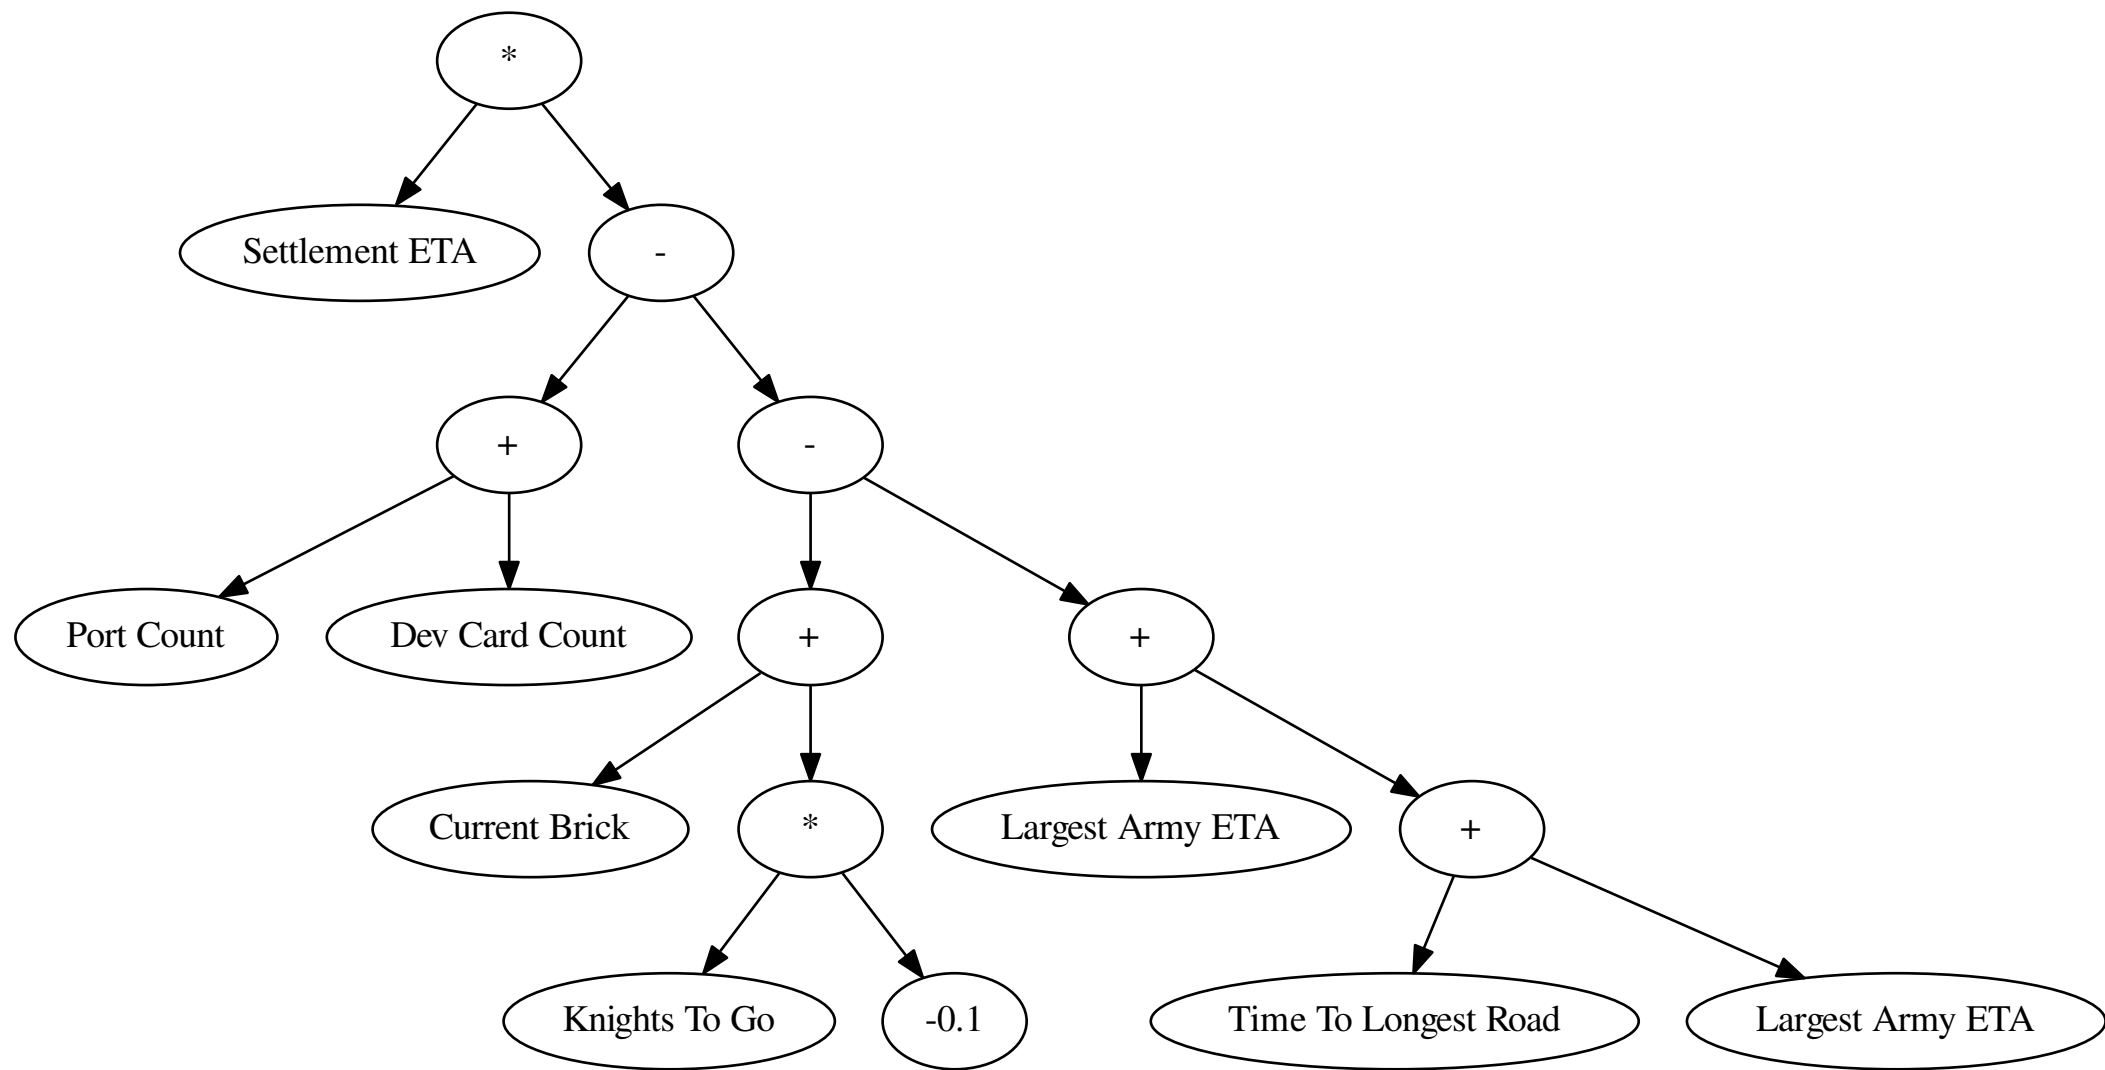 *
Settlement ETA
-
+
-
Port Count
Dev Card Count
+
+
Current Brick
*
Largest Army ETA
+
Knights To Go
-0.1
Time To Longest Road
Largest Army ETA